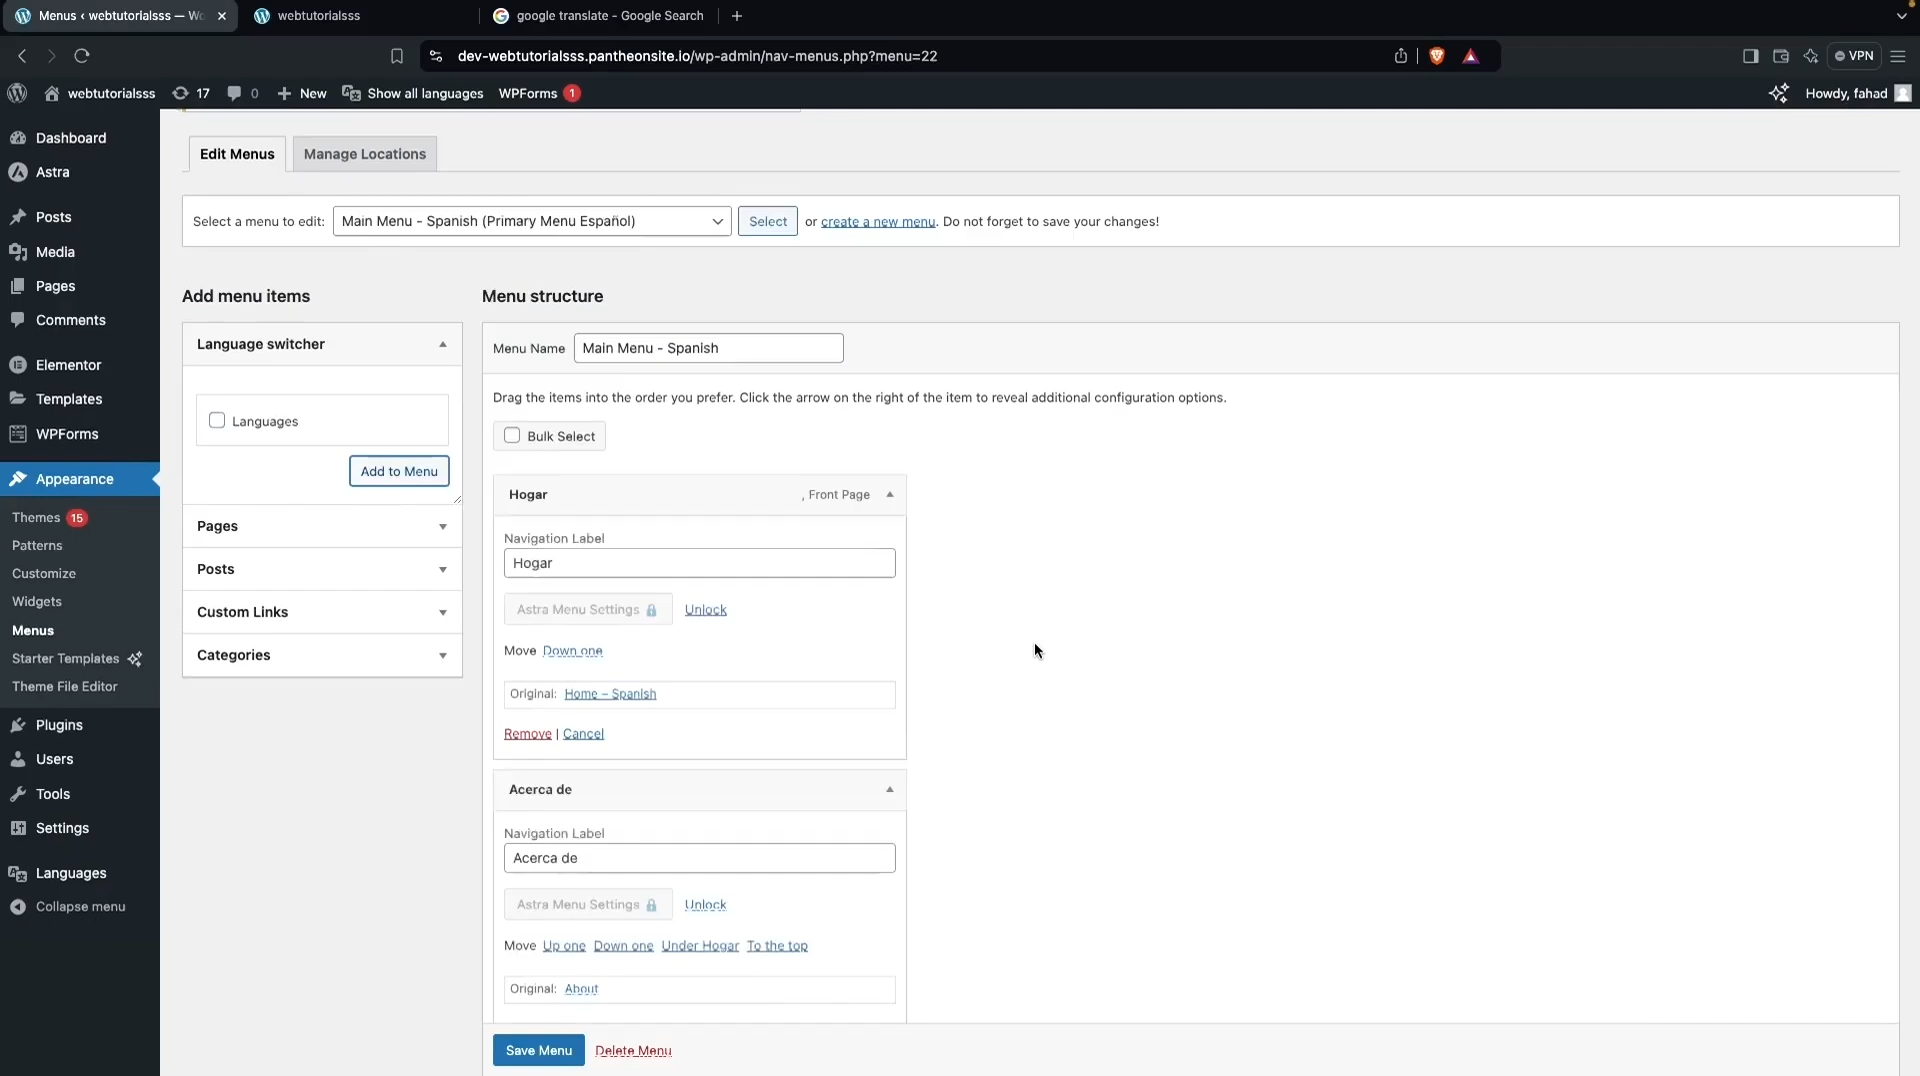 Menus ‹ webtutorialsss — Wo
webtutorialsss
google translate - Google Search
dev-webtutorialsss.pantheonsite.io/wp-admin/nav-menus.php?menu=22
VPN
webtutorialsss
17
0
New
Show all languages
WPForms 1
Howdy, fahad
Dashboard
Astra
Posts
Media
Pages
Comments
Elementor
Templates
WPForms
Appearance
Themes 15
Patterns
Customize
Widgets
Menus
Starter Templates
Theme File Editor
Plugins
Users
Tools
Settings
Languages
Collapse menu
Edit Menus
Manage Locations
Select a menu to edit: Main Menu - Spanish (Primary Menu Español) Select or create a new menu. Do not forget to save your changes!
Add menu items
Language switcher
Languages
Add to Menu
Pages
Posts
Custom Links
Categories
Menu structure
Menu Name Main Menu - Spanish
Drag the items into the order you prefer. Click the arrow on the right of the item to reveal additional configuration options.
Bulk Select
Hogar , Front Page
Navigation Label
Hogar
Astra Menu Settings Unlock
Move Down one
Original: Home – Spanish
Remove | Cancel
Acerca de
Navigation Label
Acerca de
Astra Menu Settings Unlock
Move Up one Down one Under Hogar To the top
Original: About
Save Menu Delete Menu